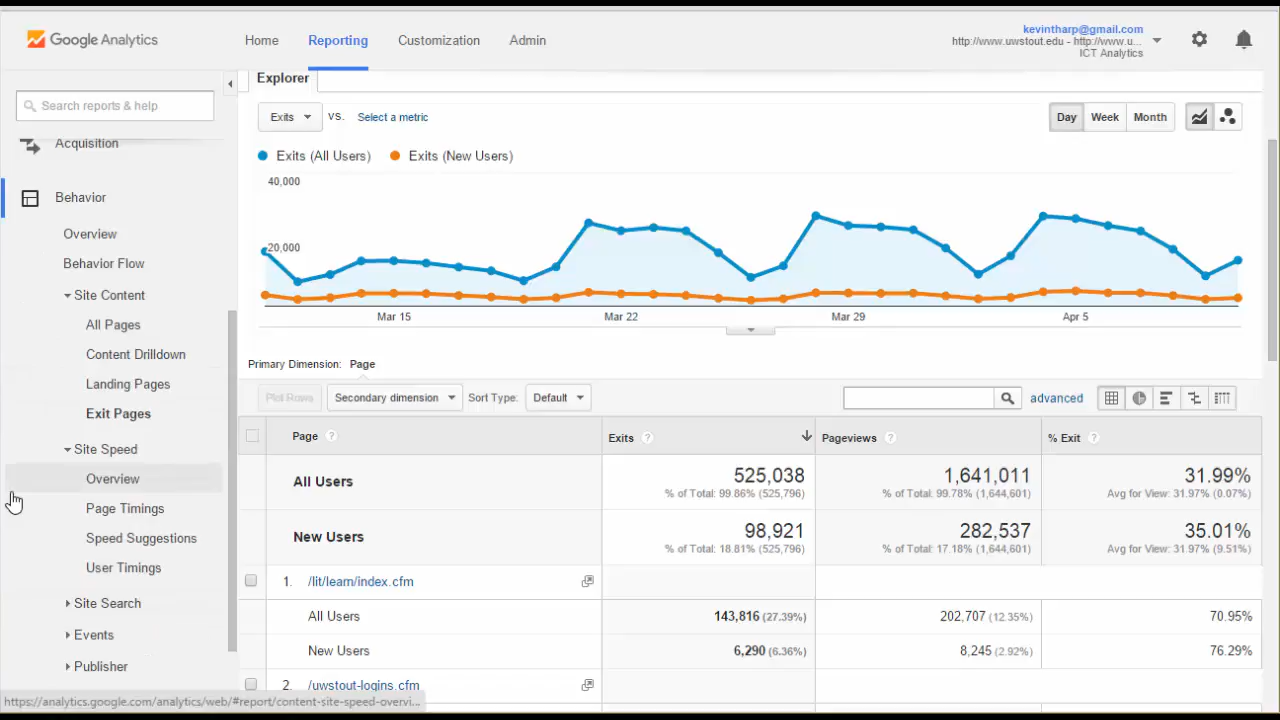 Google Analytics
Home Reporting Customization Admin
kevintharp@gmail.com
http://www.uwstout.edu - http://www.u...
ICT Analytics
Search reports & help
Acquisition
Behavior
Overview
Behavior Flow
Site Content
All Pages
Content Drilldown
Landing Pages
Exit Pages
Site Speed
Overview
Page Timings
Speed Suggestions
User Timings
Site Search
Events
Publisher
https://analytics.google.com/analytics/web/#report/content-site-speed-overvi...
Explorer
Exits VS. Select a metric
Day Week Month
Exits (All Users) Exits (New Users)
40,000
20,000
Mar 15 Mar 22 Mar 29 Apr 5
Primary Dimension: Page
Plot Rows Secondary dimension Sort Type: Default advanced
Page ? Exits ? Pageviews ? % Exit ?
All Users 525,038 1,641,011 31.99%
% of Total: 99.86% (525,796) % of Total: 99.78% (1,644,601) Avg for View: 31.97% (0.07%)
New Users 98,921 282,537 35.01%
% of Total: 18.81% (525,796) % of Total: 17.18% (1,644,601) Avg for View: 31.97% (9.51%)
1. /lit/learn/index.cfm
All Users 143,816 (27.39%) 202,707 (12.35%) 70.95%
New Users 6,290 (6.36%) 8,245 (2.92%) 76.29%
2. /uwstout-logins.cfm